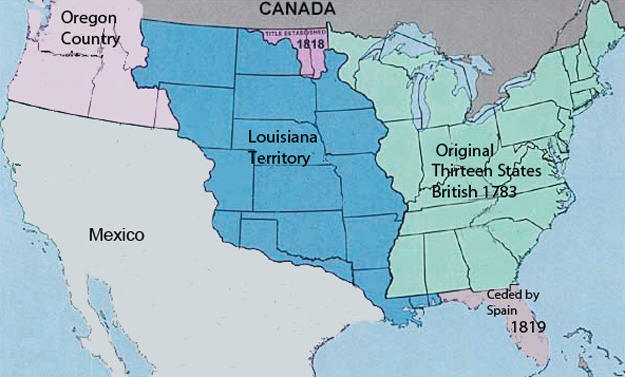 CANADA
Oregon
Country
TITLE ESTABLISHED
1818
Louisiana
Territory
Original
Thirteen States
British 1783
Mexico
Ceded by
Spain
1819